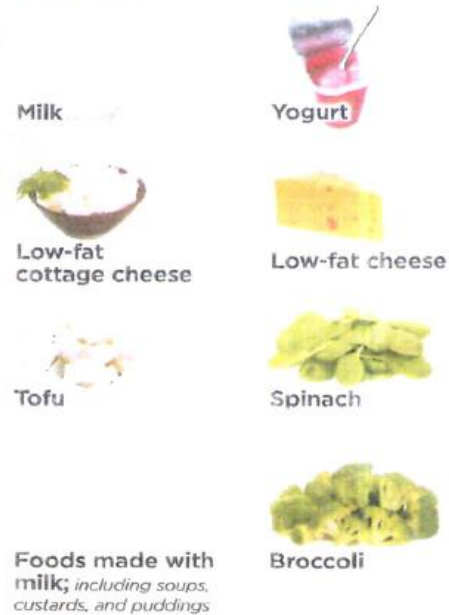 Milk
Yogurt
Low-fat
cottage cheese
Low-fat cheese
Tofu
Spinach
Foods made with
milk; including soups,
custards, and puddings
Broccoli